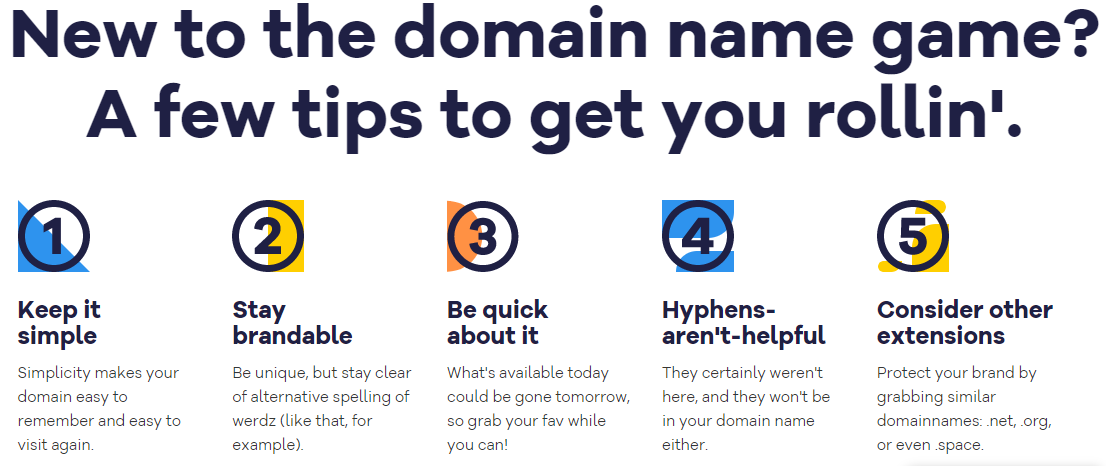 New to the domain name game?
A few tips to get you rollin'.
1
Keep it
simple
Simplicity makes your
domain easy to
remember and easy to
visit again.
2
Stay
brandable
Be unique, but stay clear
of alternative spelling of
werdz (like that, for
example).
3
Be quick
about it
What's available today
could be gone tomorrow,
so grab your fav while
you can!
4
Hyphens-
aren't-helpful
They certainly weren't
here, and they won't be
in your domain name
either.
5
Consider other
extensions
Protect your brand by
grabbing similar
domainnames: .net, .org,
or even .space.